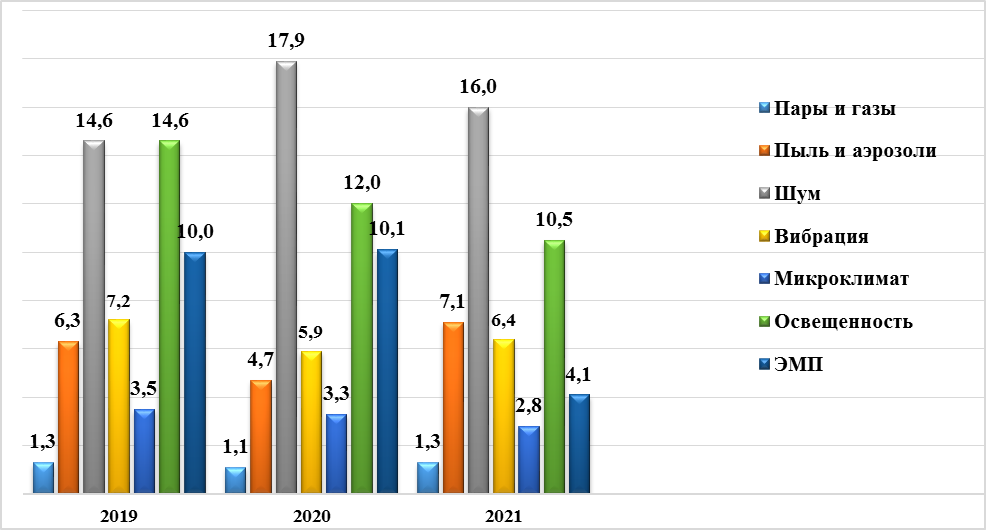 17,9
16,0
14,6 14,6
12,0
10,0 10,1 10,5
6,3 7,2 4,7 5,9 7,1 6,4
3,5 3,3 2,8 4,1
1,3 1,1 1,3
2019 2020 2021
Пары и газы
Пыль и аэрозоли
Шум
Вибрация
Микроклимат
Освещенность
ЭМП